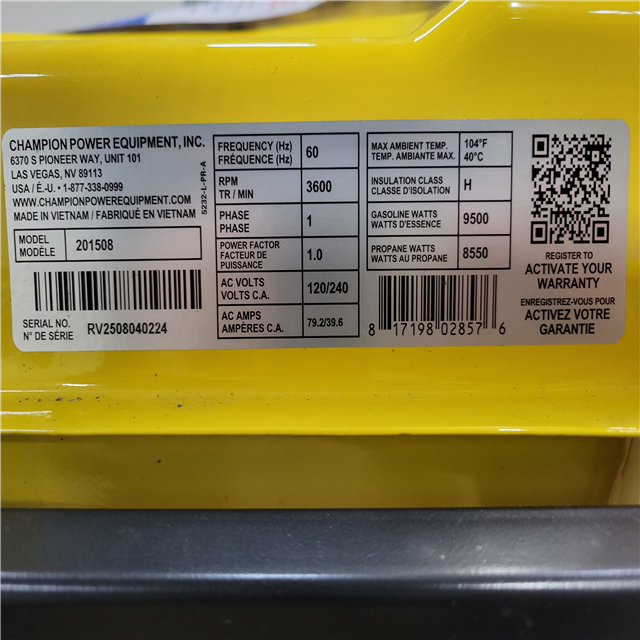 CHAMPION POWER EQUIPMENT, INC.
6370 S PIONEER WAY, UNIT 101
LAS VEGAS, NV 89113
USA / É.-U. • 1-877-338-0999
WWW.CHAMPIONPOWEREQUIPMENT.COM
MADE IN VIETNAM / FABRIQUÉ EN VIETNAM
5232-L-PR-A
MODEL
MODÈLE
201508
SERIAL NO.
N° DE SÉRIE
RV2508040224
FREQUENCY (Hz)
FRÉQUENCE (Hz)
60
RPM
TR / MIN
3600
PHASE
PHASE
1
POWER FACTOR
FACTEUR DE
PUISSANCE
1.0
AC VOLTS
VOLTS C.A.
120/240
AC AMPS
AMPÈRES C.A.
79.2/39.6
MAX AMBIENT TEMP.
TEMP. AMBIANTE MAX.
104°F
40°C
INSULATION CLASS
CLASSE D'ISOLATION
H
GASOLINE WATTS
WATTS D'ESSENCE
9500
PROPANE WATTS
WATTS AU PROPANE
8550
8 17198 02857 6
REGISTER TO
ACTIVATE YOUR
WARRANTY
ENREGISTREZ-VOUS POUR
ACTIVEZ VOTRE
GARANTIE